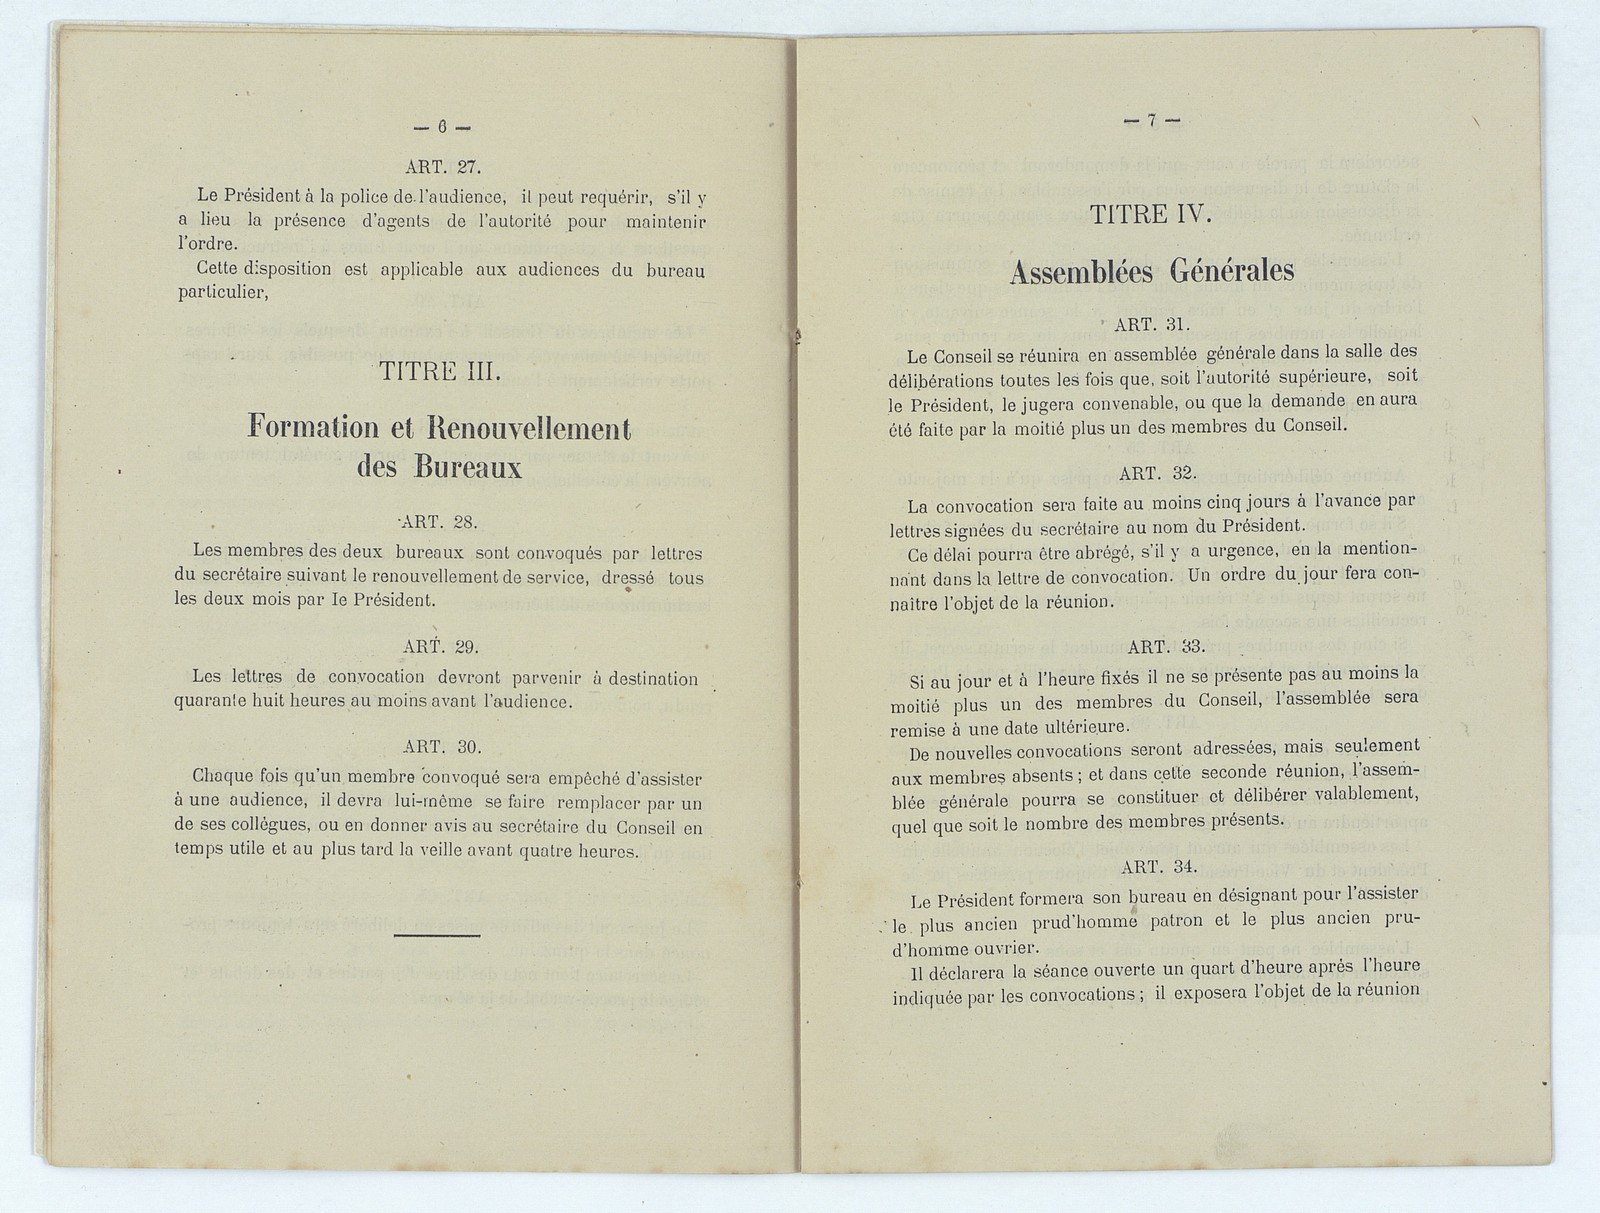 — 6 —
ART. 27.
Le Président à la police de l'audience, il peut requérir, s'il y
a lieu la présence d'agents de l'autorité pour maintenir
l'ordre.
Cette disposition est applicable aux audiences du bureau
particulier,
TITRE III.
Formation et Renouvellement
des Bureaux
ART. 28.
Les membres des deux bureaux sont convoqués par lettres
du secrétaire suivant le renouvellement de service, dressé tous
les deux mois par le Président.
ART. 29.
Les lettres de convocation devront parvenir à destination
quarante huit heures au moins avant l'audience.
ART. 30.
Chaque fois qu'un membre convoqué sera empêché d'assister
à une audience, il devra lui-même se faire remplacer par un
de ses collégues, ou en donner avis au secrétaire du Conseil en
temps utile et au plus tard la veille avant quatre heures.
— 7 —
TITRE IV.
Assemblées Générales
ART. 31.
Le Conseil se réunira en assemblée générale dans la salle des
délibérations toutes les fois que, soit l'autorité supérieure, soit
le Président, le jugera convenable, ou que la demande en aura
été faite par la moitié plus un des membres du Conseil.
ART. 32.
La convocation sera faite au moins cinq jours à l'avance par
lettres signées du secrétaire au nom du Président.
Ce délai pourra être abrégé, s'il y a urgence, en la mention-
nant dans la lettre de convocation. Un ordre du jour fera con-
naître l'objet de la réunion.
ART. 33.
Si au jour et à l'heure fixés il ne se présente pas au moins la
moitié plus un des membres du Conseil, l'assemblée sera
remise à une date ultérieure.
De nouvelles convocations seront adressées, mais seulement
aux membres absents ; et dans cette seconde réunion, l'assem-
blée générale pourra se constituer et délibérer valablement,
quel que soit le nombre des membres présents.
ART. 34.
Le Président formera son bureau en désignant pour l'assister
le plus ancien prud'homme patron et le plus ancien pru-
d'homme ouvrier.
Il déclarera la séance ouverte un quart d'heure aprés l'heure
indiquée par les convocations ; il exposera l'objet de la réunion